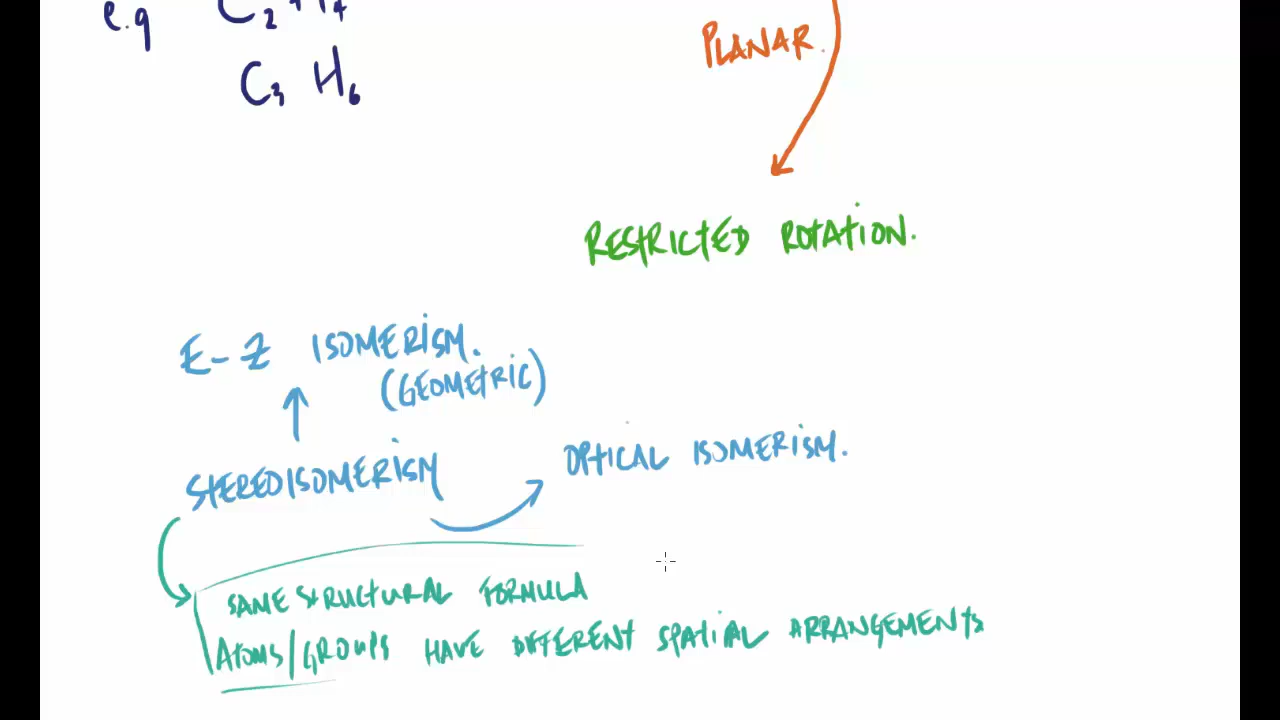 e.g C2H4
C3 H6
PLANAR.
RESTRICTED ROTATION.
E-Z ISOMERISM.
(GEOMETRIC)
STEREOISOMERISM
OPTICAL ISOMERISM.
SAME STRUCTURAL FORMULA
ATOMS/GROUPS HAVE DIFFERENT SPATIAL ARRANGEMENTS